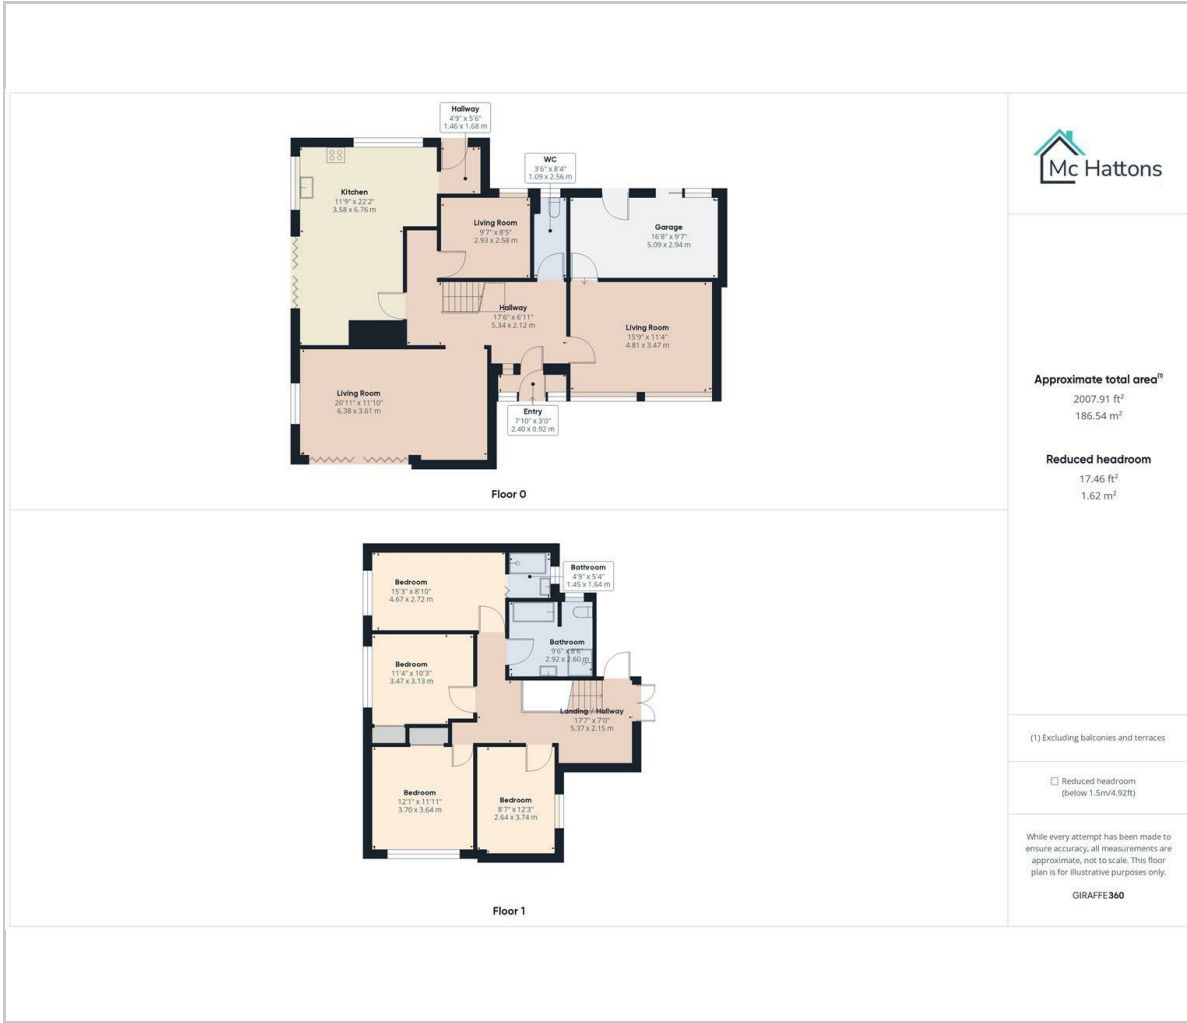 Hallway
4'9" x 5'6"
1.46 x 1.68 m
WC
3'6" x 8'4"
1.09 x 2.56 m
Kitchen
11'9" x 22'2"
3.58 x 6.76 m
Living Room
9'7" x 8'5"
2.93 x 2.58 m
Garage
16'8" x 9'7"
5.09 x 2.94 m
Hallway
17'6" x 6'11"
5.34 x 2.12 m
Living Room
15'9" x 11'4"
4.81 x 3.47 m
Living Room
20'11" x 11'10"
6.38 x 3.61 m
Entry
7'10" x 3'0"
2.40 x 0.92 m
Floor 0
Bedroom
15'3" x 8'10"
4.67 x 2.72 m
Bathroom
4'9" x 5'4"
1.45 x 1.64 m
Bathroom
9'6" x 8'6"
2.92 x 2.60 m
Bedroom
11'4" x 10'3"
3.47 x 3.13 m
Landing / Hallway
17'7" x 7'0"
5.37 x 2.15 m
Bedroom
12'1" x 11'11"
3.70 x 3.64 m
Bedroom
8'7" x 12'3"
2.64 x 3.74 m
Floor 1
Mc Hattons
Approximate total area(1)
2007.91 ft²
186.54 m²
Reduced headroom
17.46 ft²
1.62 m²
(1) Excluding balconies and terraces
Reduced headroom
(below 1.5m/4.92ft)
While every attempt has been made to
ensure accuracy, all measurements are
approximate, not to scale. This floor
plan is for illustrative purposes only.
GIRAFFE360